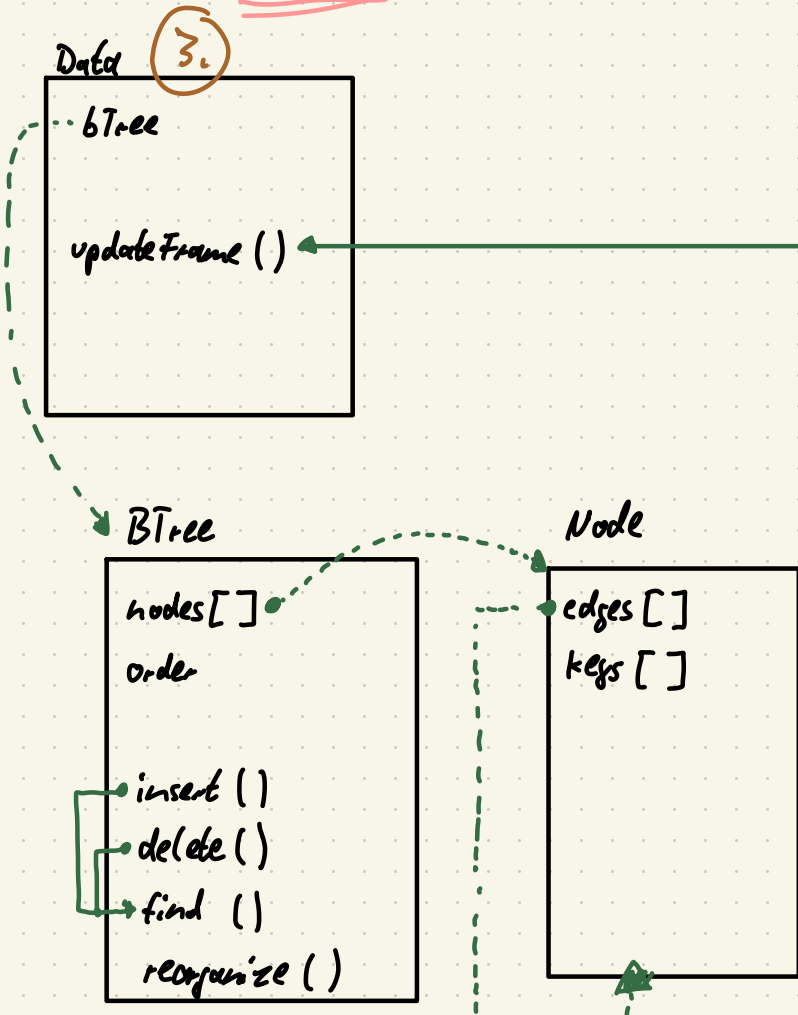 Data
3.
bTree
updateFrame ()
BTree
nodes []
order
insert ()
delete ()
find ()
reorganize ()
Node
edges []
keys []